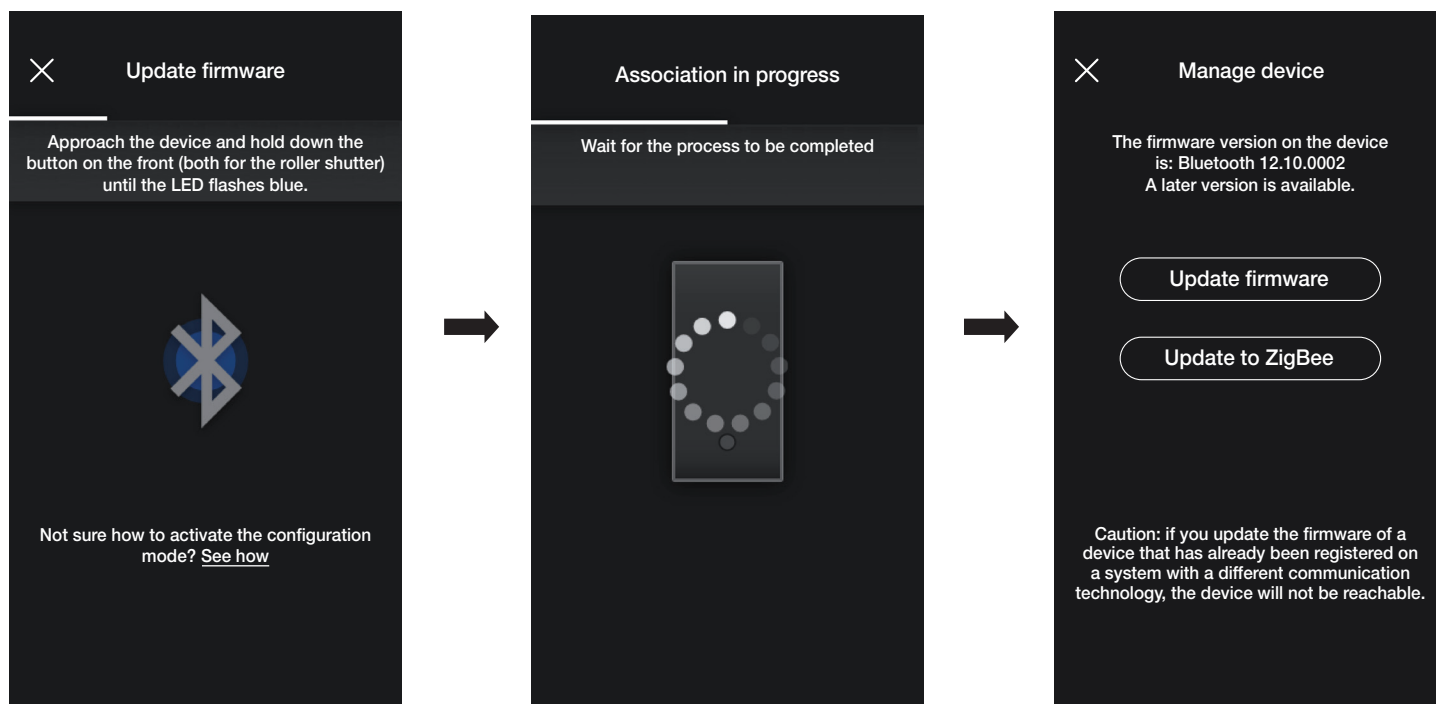 Update firmware
Approach the device and hold down the
button on the front (both for the roller shutter)
until the LED flashes blue.
Not sure how to activate the configuration
mode? See how
Association in progress
Wait for the process to be completed
Manage device
The firmware version on the device
is: Bluetooth 12.10.0002
A later version is available.
Update firmware
Update to ZigBee
Caution: if you update the firmware of a
device that has already been registered on
a system with a different communication
technology, the device will not be reachable.